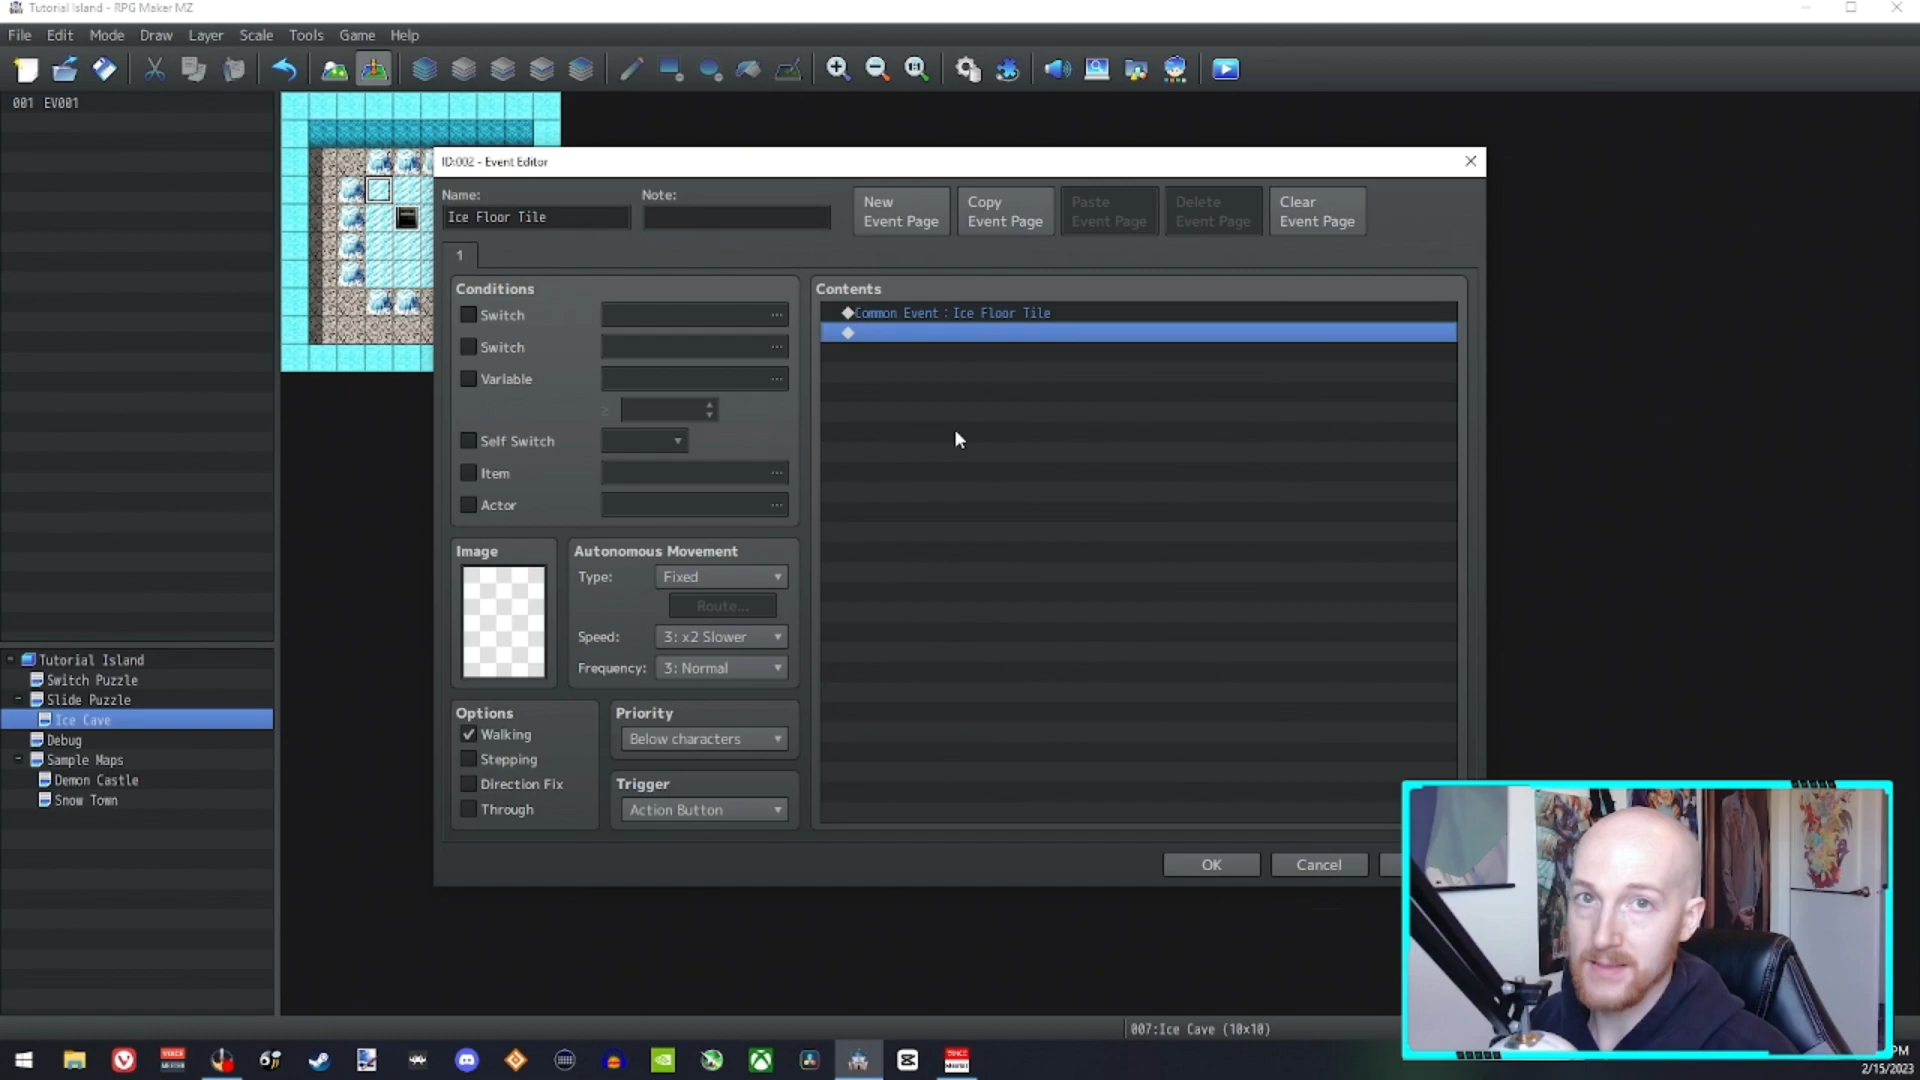 Tutorial Island - RPG Maker MZ
File Edit Mode Draw Layer Scale Tools Game Help
001 EV001
ID:002 - Event Editor
Name:
Note:
Ice Floor Tile
New
Event Page
Copy
Event Page
Paste
Event Page
Delete
Event Page
Clear
Event Page
1
Conditions
Switch
Switch
Variable
≥
Self Switch
Item
Actor
Contents
◆Common Event : Ice Floor Tile
◆
Image
Autonomous Movement
Type: Fixed
Route...
Speed: 3: x2 Slower
Frequency: 3: Normal
Options
Walking
Stepping
Direction Fix
Through
Priority
Below characters
Trigger
Action Button
OK
Cancel
Tutorial Island
Switch Puzzle
Slide Puzzle
Ice Cave
Debug
Sample Maps
Demon Castle
Snow Town
007:Ice Cave (10x10)
PM
2/15/2023